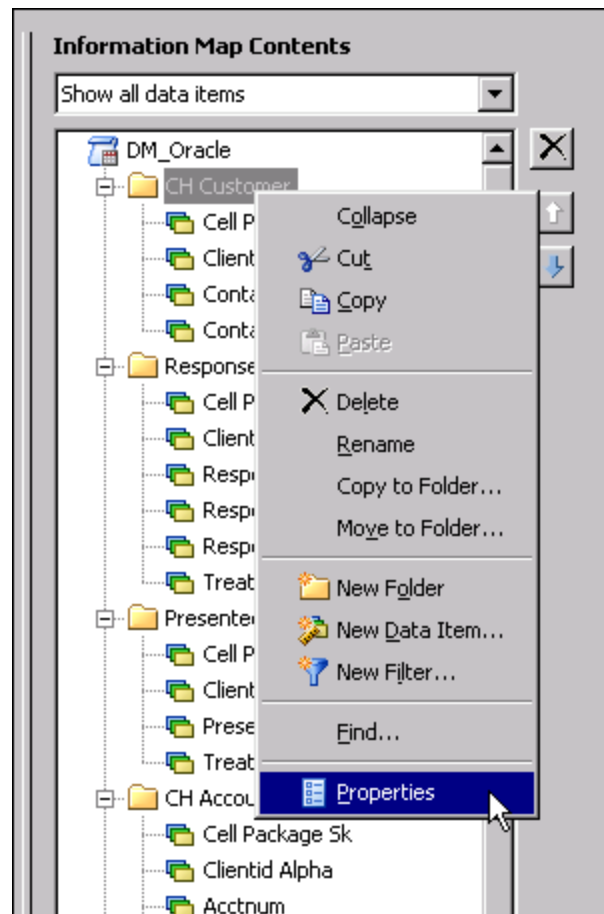 Information Map Contents
Show all data items
DM_Oracle
CH Customer
Cell P
Client
Conta
Conta
Response
Cell P
Client
Resp
Resp
Resp
Treat
Presente
Cell P
Client
Prese
Treat
CH Accou
Cell Package Sk
Clientid Alpha
Acctnum
Collapse
Cut
Copy
Paste
Delete
Rename
Copy to Folder...
Move to Folder...
New Folder
New Data Item...
New Filter...
Find...
Properties